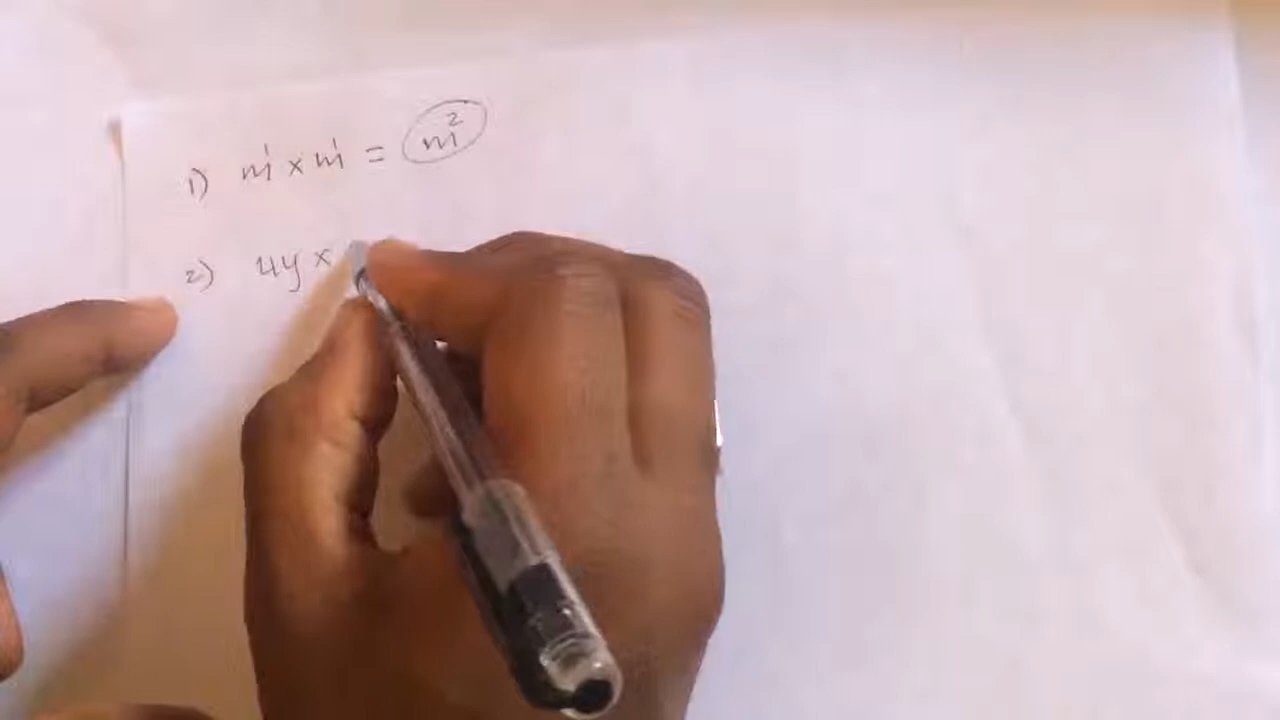 1) m¹ x m¹ = m²
2) 4y x